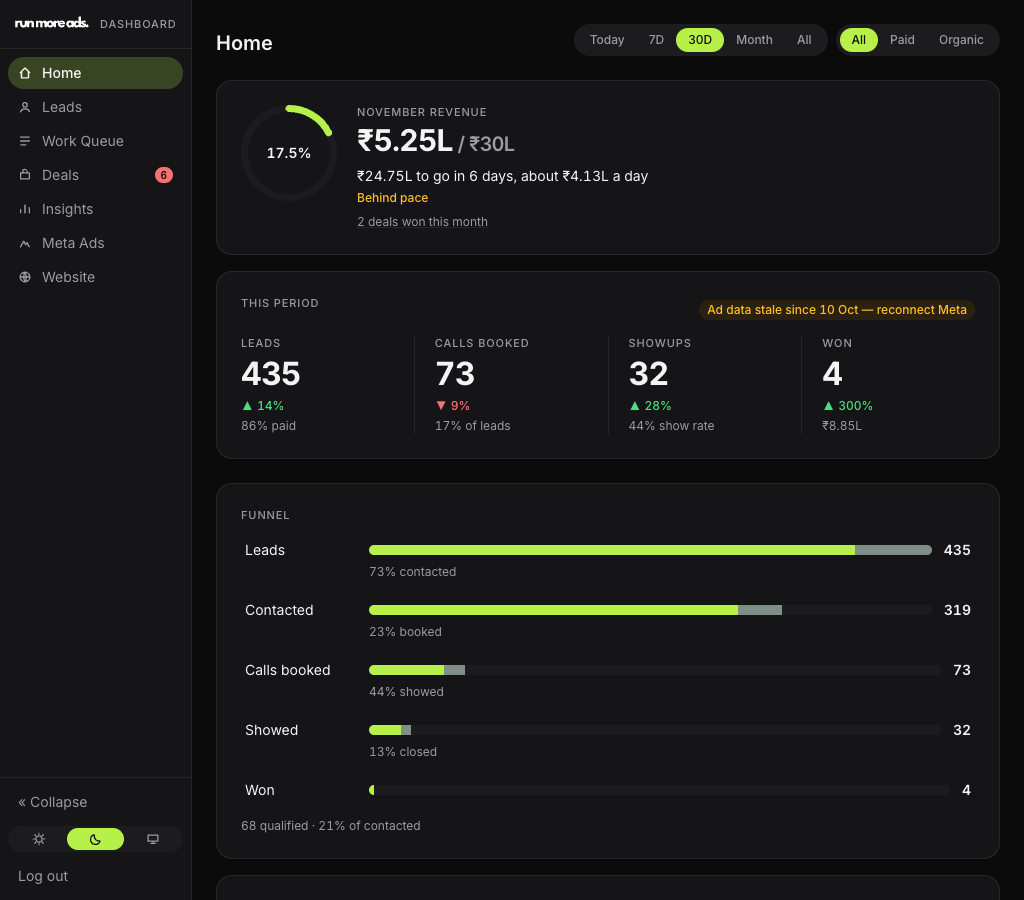 run more ads. DASHBOARD
Home
Leads
Work Queue
Deals 6
Insights
Meta Ads
Website
« Collapse
Log out
Home
Today 7D 30D Month All
All Paid Organic
17.5%
NOVEMBER REVENUE
₹5.25L / ₹30L
₹24.75L to go in 6 days, about ₹4.13L a day
Behind pace
2 deals won this month
THIS PERIOD
Ad data stale since 10 Oct — reconnect Meta
LEADS
435
▲ 14%
86% paid
CALLS BOOKED
73
▼ 9%
17% of leads
SHOWUPS
32
▲ 28%
44% show rate
WON
4
▲ 300%
₹8.85L
FUNNEL
Leads 435
73% contacted
Contacted 319
23% booked
Calls booked 73
44% showed
Showed 32
13% closed
Won 4
68 qualified · 21% of contacted